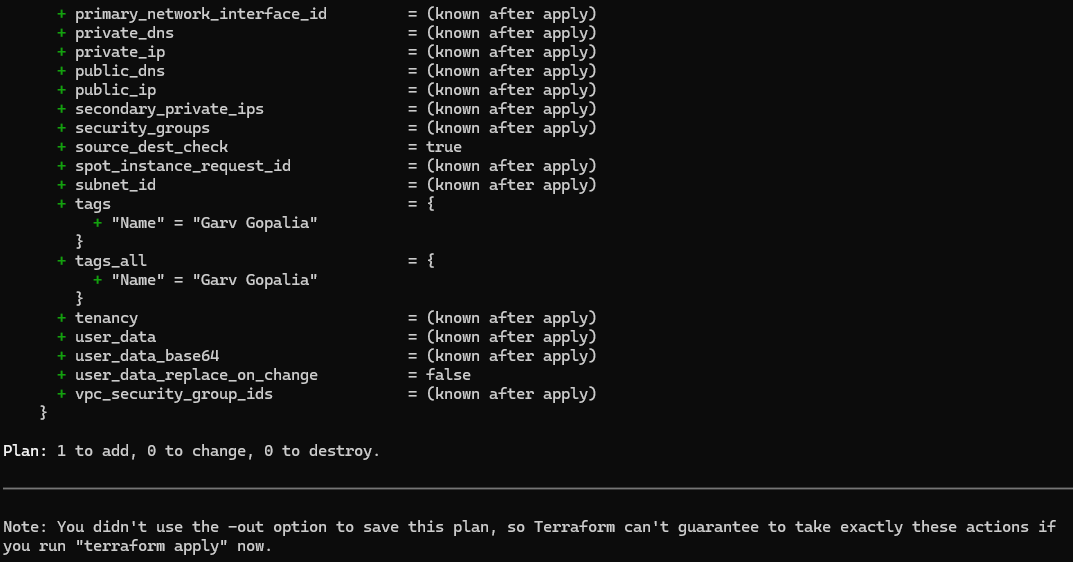 + primary_network_interface_id         = (known after apply)
+ private_dns                          = (known after apply)
+ private_ip                           = (known after apply)
+ public_dns                           = (known after apply)
+ public_ip                            = (known after apply)
+ secondary_private_ips                = (known after apply)
+ security_groups                      = (known after apply)
+ source_dest_check                    = true
+ spot_instance_request_id             = (known after apply)
+ subnet_id                            = (known after apply)
+ tags                                 = {
+ "Name" = "Garv Gopalia"
}
+ tags_all                             = {
+ "Name" = "Garv Gopalia"
}
+ tenancy                              = (known after apply)
+ user_data                            = (known after apply)
+ user_data_base64                     = (known after apply)
+ user_data_replace_on_change          = false
+ vpc_security_group_ids               = (known after apply)
}
Plan: 1 to add, 0 to change, 0 to destroy.
Note: You didn't use the -out option to save this plan, so Terraform can't guarantee to take exactly these actions if
you run "terraform apply" now.